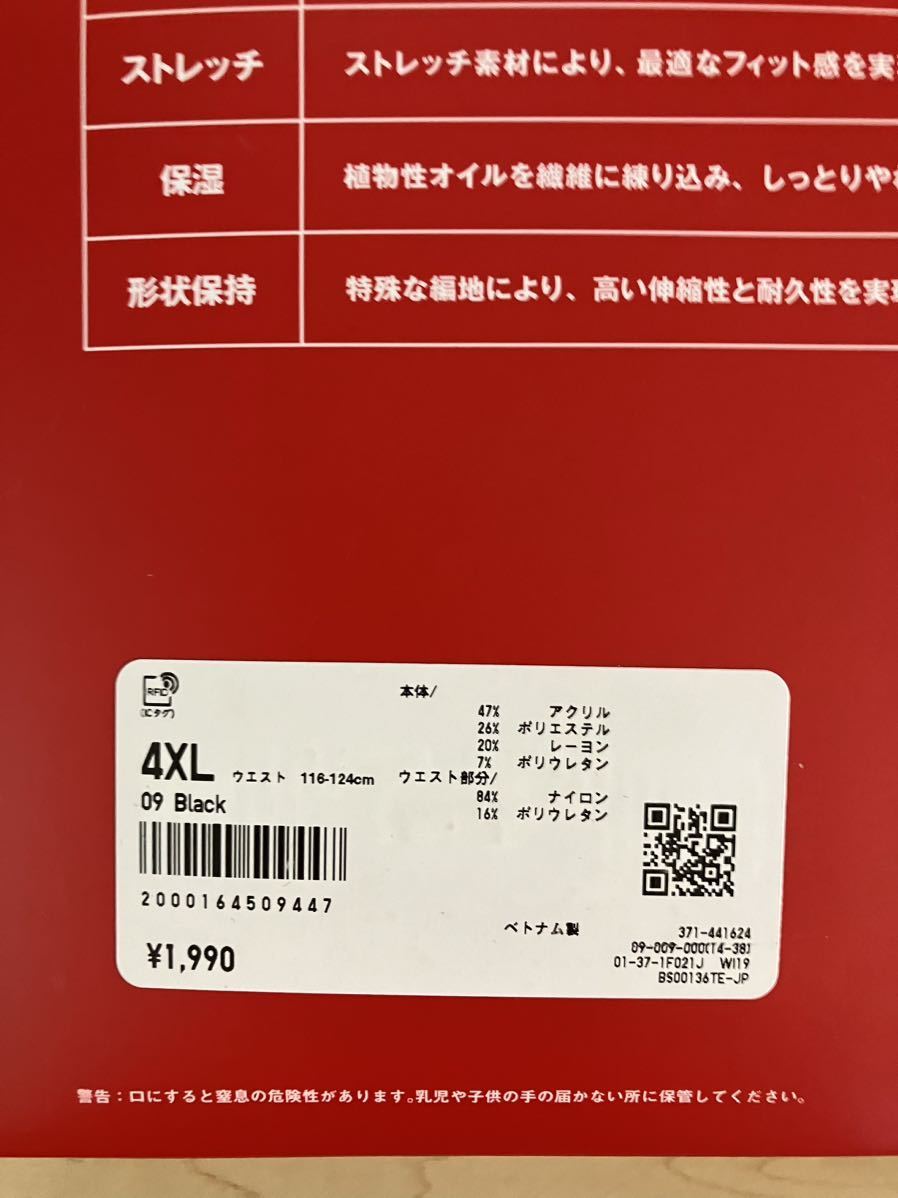 ストレッチ ストレッチ素材により、最適なフィット感を実
保湿 植物性オイルを繊維に練り込み、しっとりや
形状保持 特殊な編地により、高い伸縮性と耐久性を実
RFID
(ICタグ)
本体/
47% アクリル
26% ポリエステル
20% レーヨン
7% ポリウレタン
4XL ウエスト 116-124cm ウエスト部分/
84% ナイロン
16% ポリウレタン
09 Black
2000164509447
ベトナム製
¥1,990
371-441624
09-009-000(T4-38)
01-37-1F021J WI19
BS00136TE-JP
警告：口にすると窒息の危険性があります。乳児や子供の手の届かない所に保管してください。